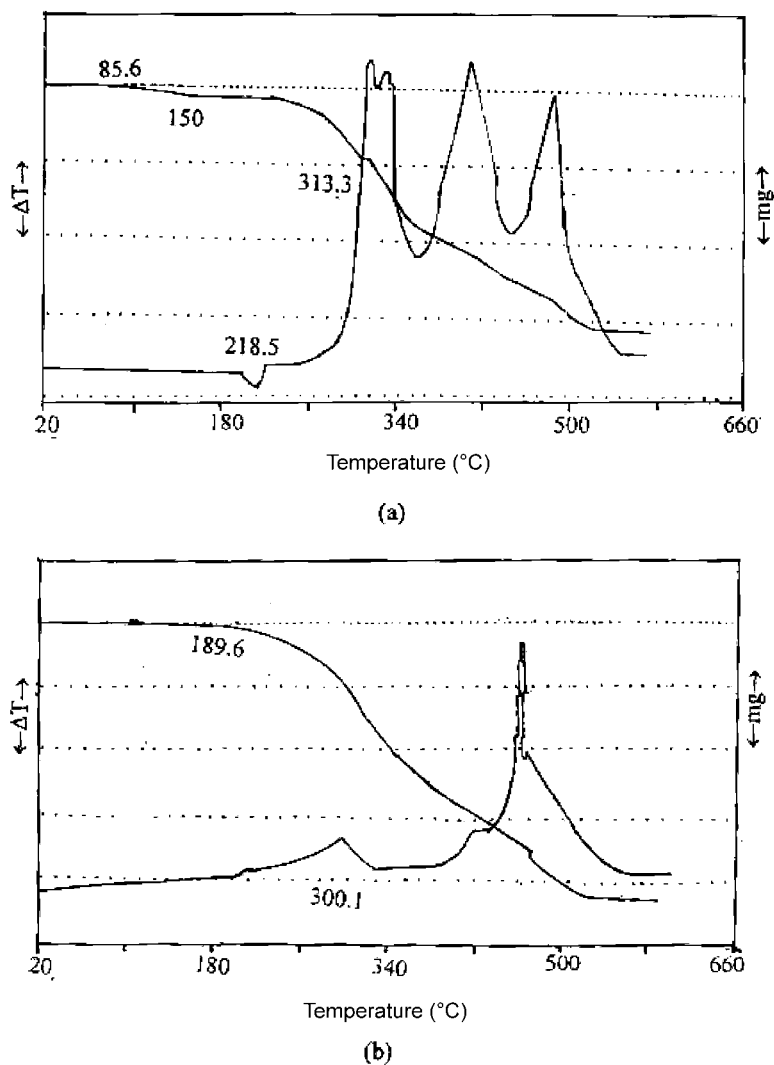 85.6
150
313.3
←ΔT→
←mg→
218.5
20 180 340 500 660
Temperature (°C)
(a)
189.6
←ΔT→
←mg→
300.1
20 180 340 500 660
Temperature (°C)
(b)